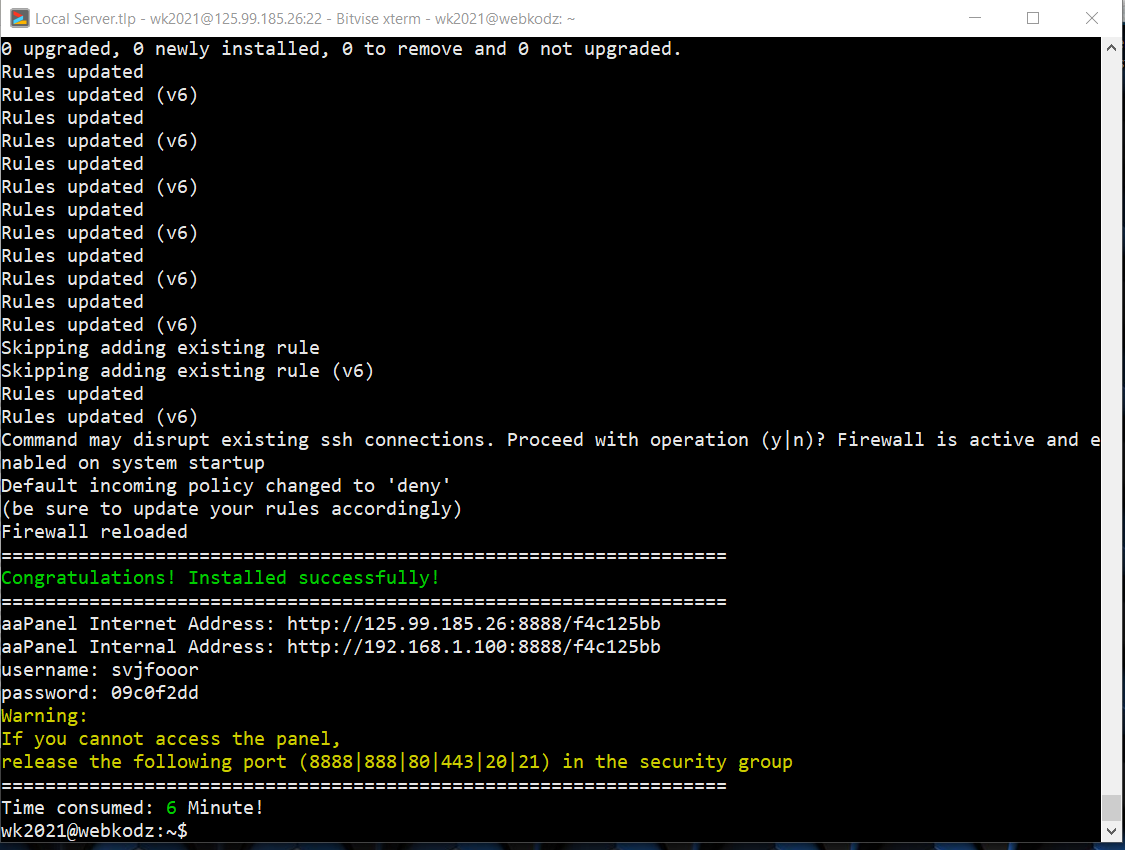 Local Server.tlp - wk2021@125.99.185.26:22 - Bitvise xterm - wk2021@webkodz: ~
0 upgraded, 0 newly installed, 0 to remove and 0 not upgraded.
Rules updated
Rules updated (v6)
Rules updated
Rules updated (v6)
Rules updated
Rules updated (v6)
Rules updated
Rules updated (v6)
Rules updated
Rules updated (v6)
Rules updated
Rules updated (v6)
Skipping adding existing rule
Skipping adding existing rule (v6)
Rules updated
Rules updated (v6)
Command may disrupt existing ssh connections. Proceed with operation (y|n)? Firewall is active and e
nabled on system startup
Default incoming policy changed to 'deny'
(be sure to update your rules accordingly)
Firewall reloaded
==================================================================
Congratulations! Installed successfully!
==================================================================
aaPanel Internet Address: http://125.99.185.26:8888/f4c125bb
aaPanel Internal Address: http://192.168.1.100:8888/f4c125bb
username: svjfooor
password: 09c0f2dd
Warning:
If you cannot access the panel,
release the following port (8888|888|80|443|20|21) in the security group
==================================================================
Time consumed: 6 Minute!
wk2021@webkodz:~$